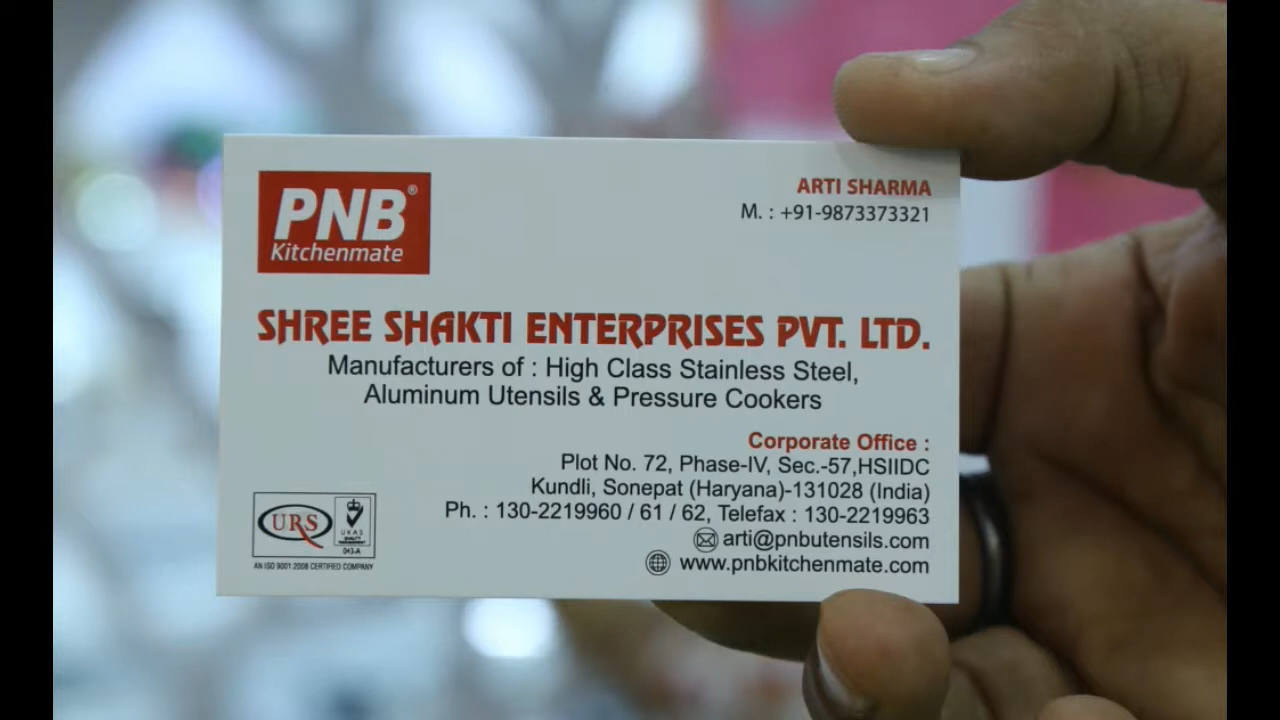 PNB®
Kitchenmate
ARTI SHARMA
M. : +91-9873373321
SHREE SHAKTI ENTERPRISES PVT. LTD.
Manufacturers of : High Class Stainless Steel,
Aluminum Utensils & Pressure Cookers
Corporate Office :
Plot No. 72, Phase-IV, Sec.-57,HSIIDC
Kundli, Sonepat (Haryana)-131028 (India)
Ph. : 130-2219960 / 61 / 62, Telefax : 130-2219963
arti@pnbutensils.com
www.pnbkitchenmate.com
URS
UKAS
QUALITY
MANAGEMENT
043-A
AN ISO 9001:2008 CERTIFIED COMPANY